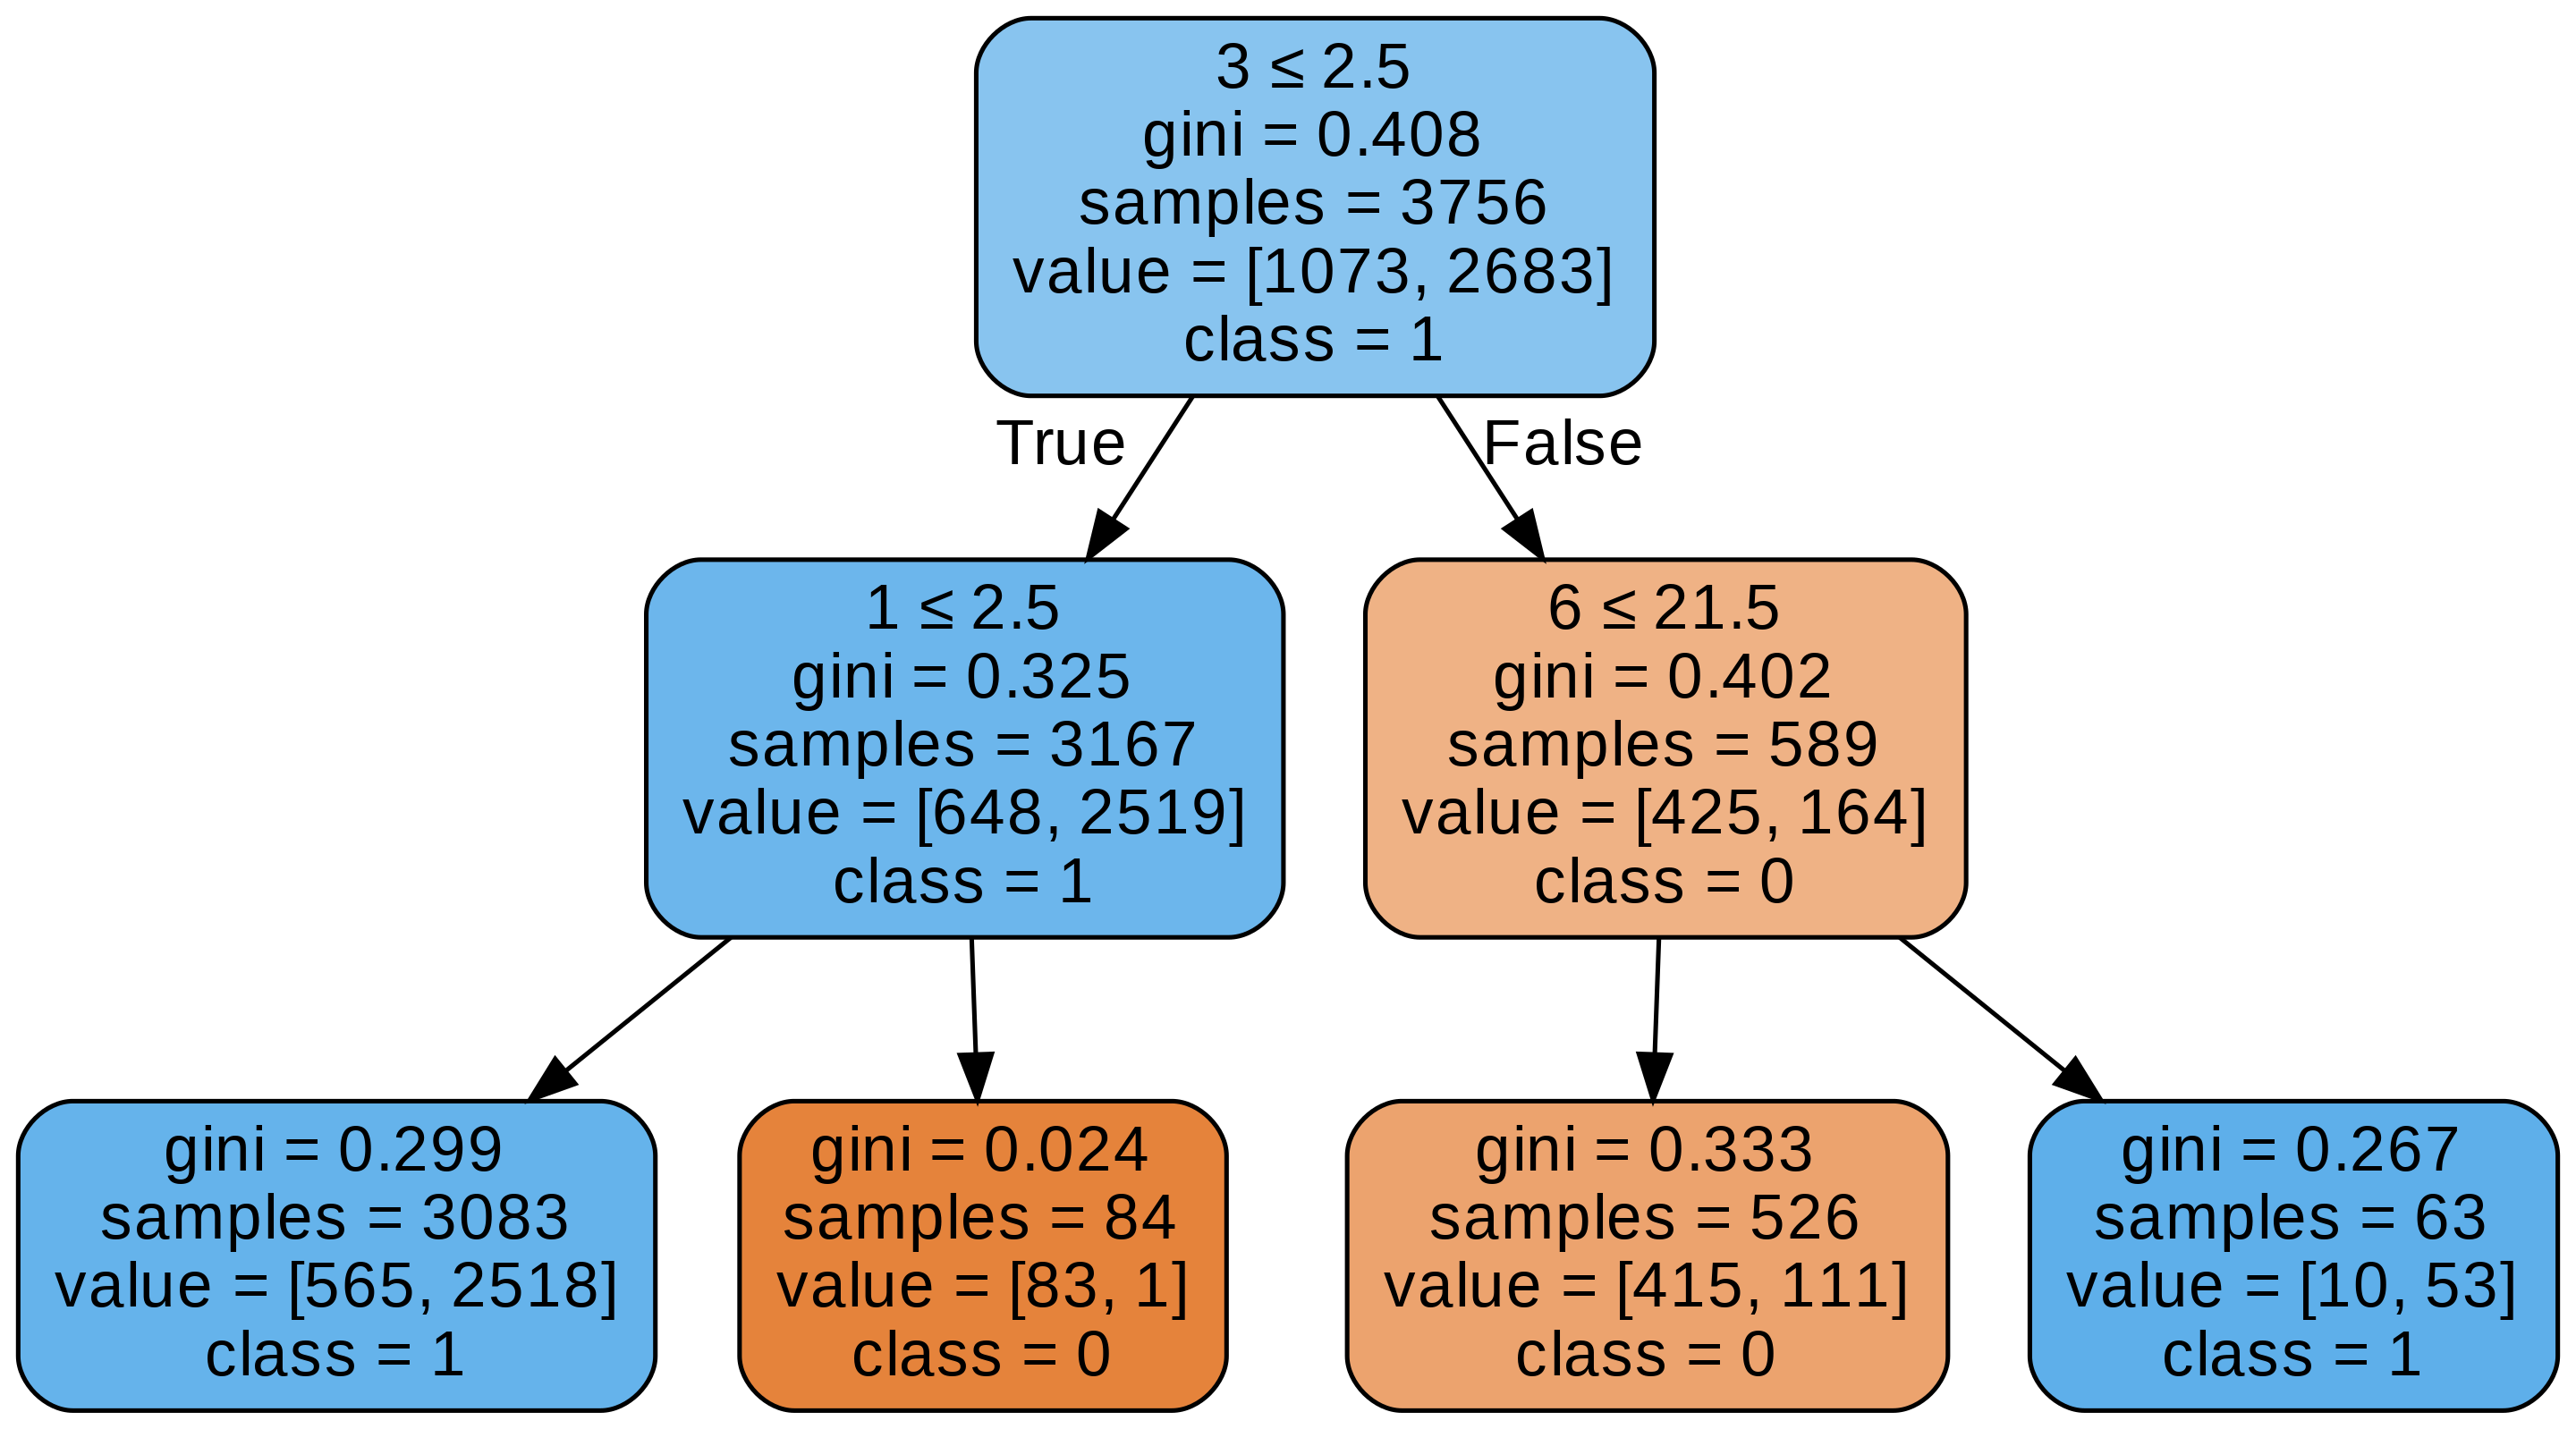 3 ≤ 2.5
gini = 0.408
samples = 3756
value = [1073, 2683]
class = 1
True
False
1 ≤ 2.5
gini = 0.325
samples = 3167
value = [648, 2519]
class = 1
6 ≤ 21.5
gini = 0.402
samples = 589
value = [425, 164]
class = 0
gini = 0.299
samples = 3083
value = [565, 2518]
class = 1
gini = 0.024
samples = 84
value = [83, 1]
class = 0
gini = 0.333
samples = 526
value = [415, 111]
class = 0
gini = 0.267
samples = 63
value = [10, 53]
class = 1